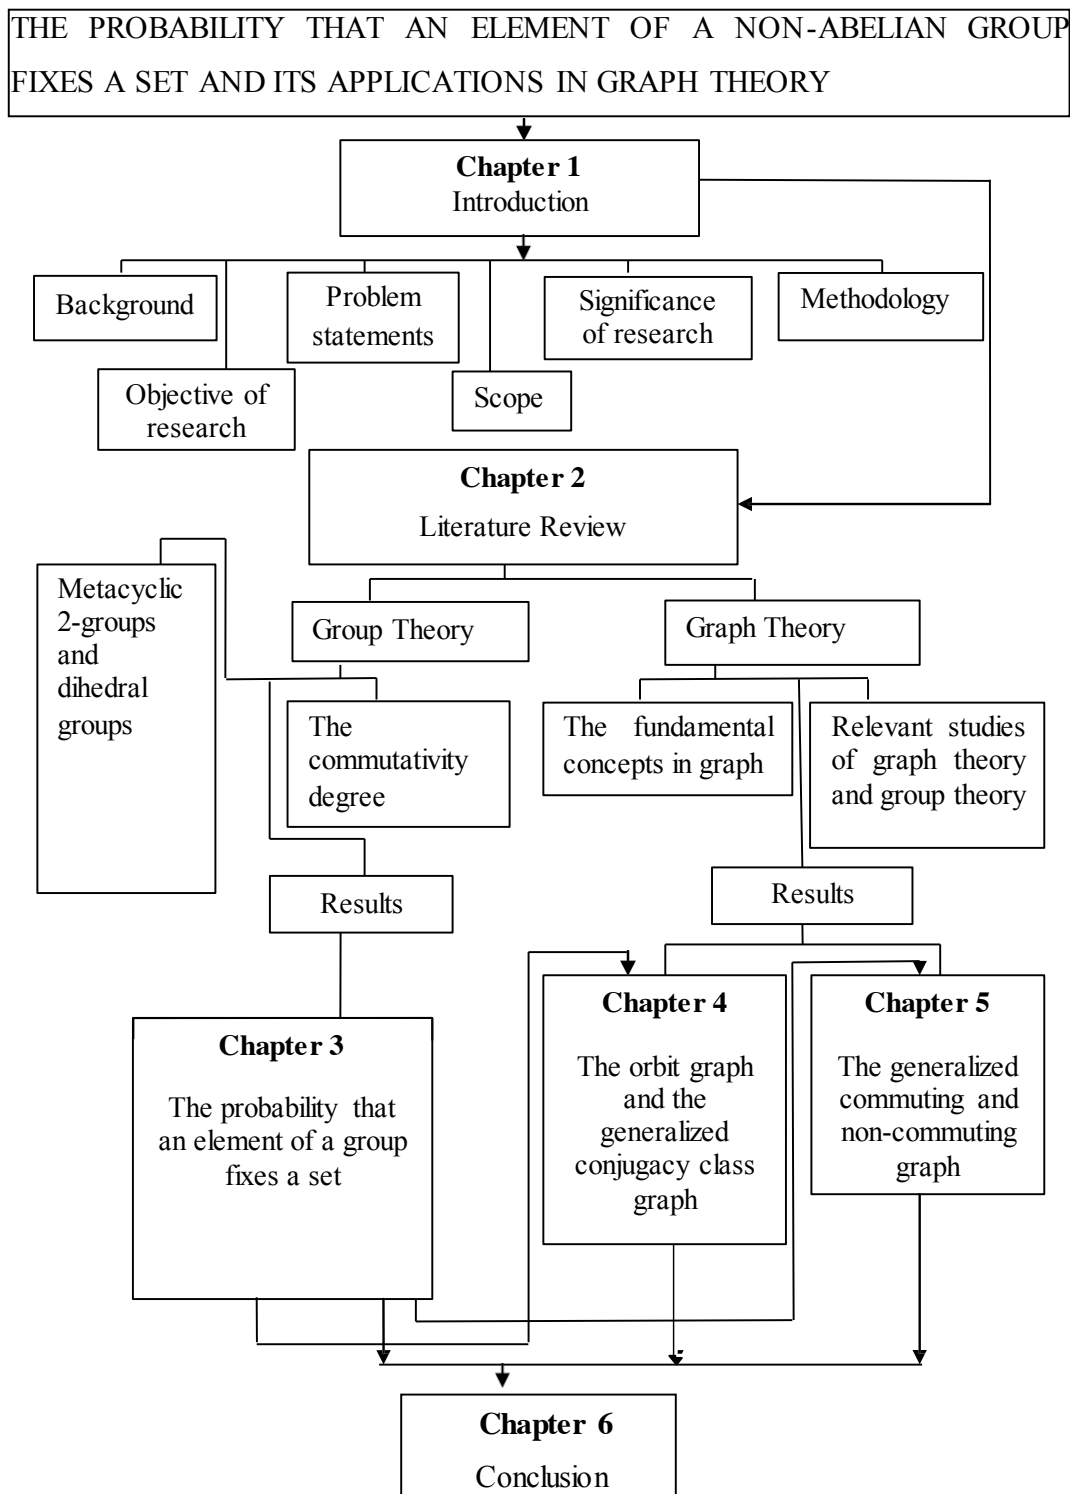 THE PROBABILITY THAT AN ELEMENT OF A NON-ABELIAN GROUP
FIXES A SET AND ITS APPLICATIONS IN GRAPH THEORY
Chapter 1
Introduction
Background
Problem
statements
Significance
of research
Methodology
Objective of
research
Scope
Chapter 2
Literature Review
Metacyclic
2-groups
and
dihedral
groups
Group Theory
Graph Theory
The
commutativity
degree
The fundamental
concepts in graph
Relevant studies
of graph theory
and group theory
Results
Results
Chapter 3
The probability that
an element of a group
fixes a set
Chapter 4
The orbit graph
and the
generalized
conjugacy class
graph
Chapter 5
The generalized
commuting and
non-commuting
graph
Chapter 6
Conclusion